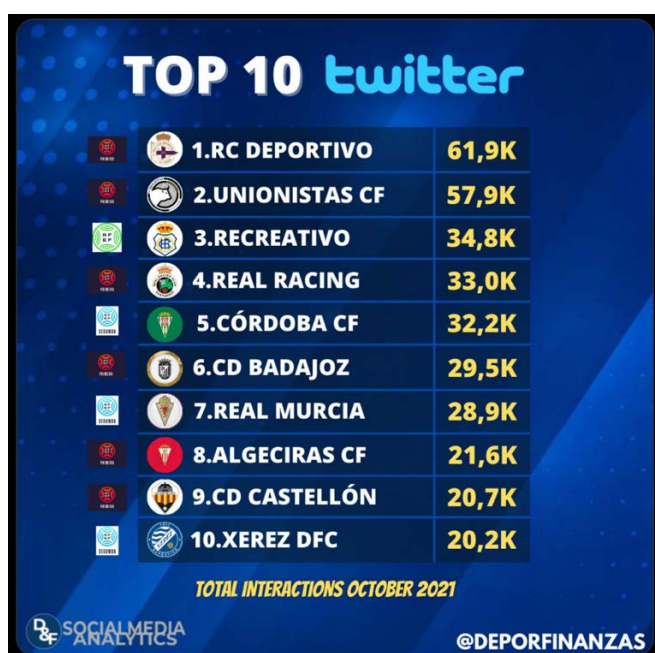 TOP 10 twitter
1.RC DEPORTIVO 61,9K
2.UNIONISTAS CF 57,9K
3.RECREATIVO 34,8K
4.REAL RACING 33,0K
5.CÓRDOBA CF 32,2K
6.CD BADAJOZ 29,5K
7.REAL MURCIA 28,9K
8.ALGECIRAS CF 21,6K
9.CD CASTELLÓN 20,7K
10.XEREZ DFC 20,2K
TOTAL INTERACTIONS OCTOBER 2021
D&F SOCIALMEDIA
ANALYTICS
@DEPORFINANZAS